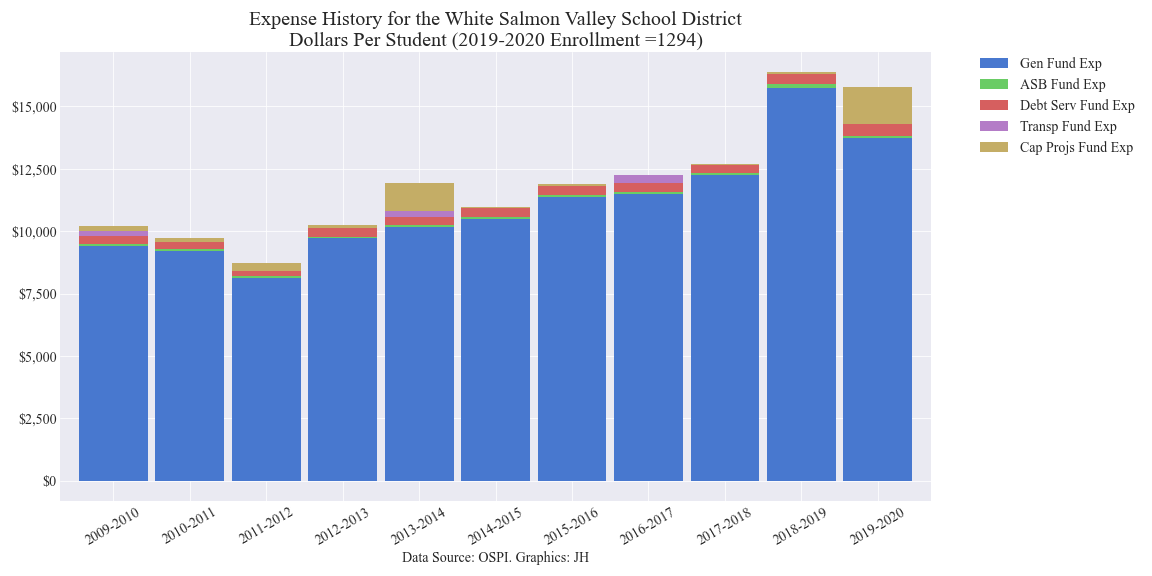 Expense History for the White Salmon Valley School District
Dollars Per Student (2019-2020 Enrollment =1294)
Gen Fund Exp
ASB Fund Exp
Debt Serv Fund Exp
Transp Fund Exp
Cap Projs Fund Exp
$15,000
$12,500
$10,000
$7,500
$5,000
$2,500
$0
2009-2010
2010-2011
2011-2012
2012-2013
2013-2014
2014-2015
2015-2016
2016-2017
2017-2018
2018-2019
2019-2020
Data Source: OSPI. Graphics: JH